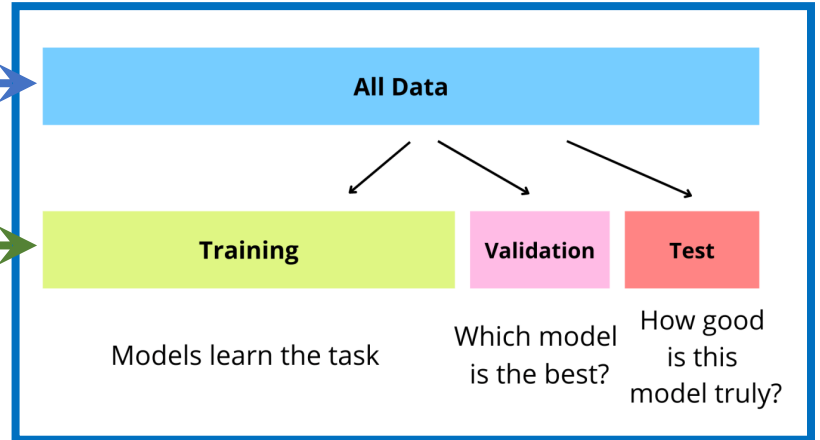 All Data
Training
Validation
Test
Models learn the task
Which model
is the best?
How good
is this
model truly?